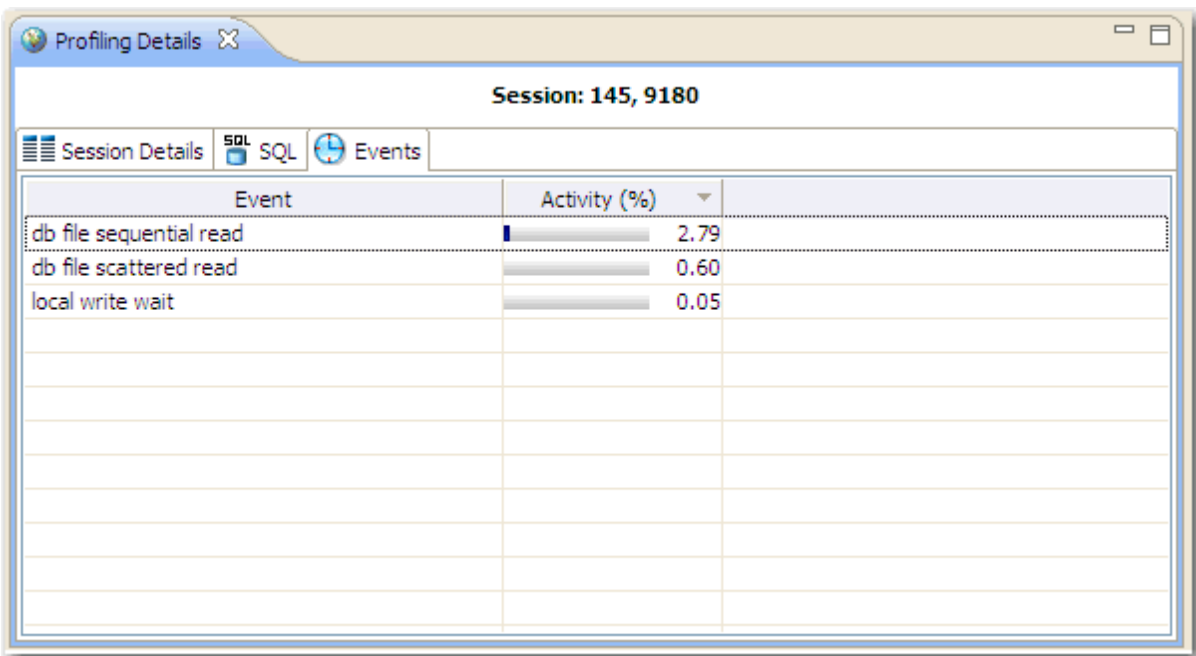 Profiling Details
Session: 145, 9180
Session Details SQL SQL Events
Event Activity (%)
db file sequential read 2.79
db file scattered read 0.60
local write wait 0.05